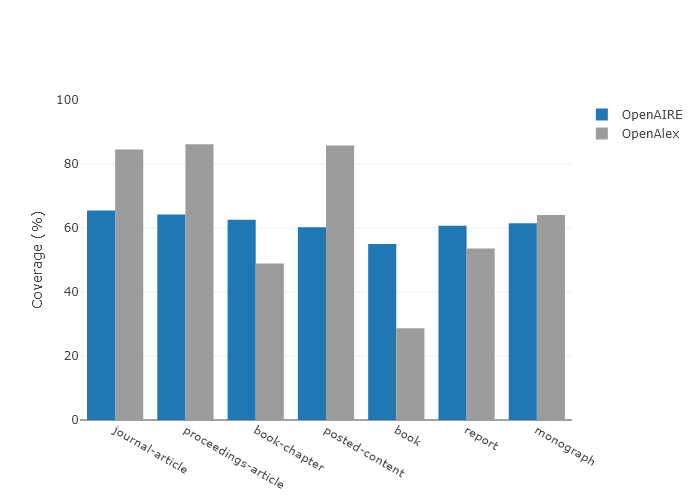 100
80
60
40
20
0
Coverage (%)
journal-article
proceedings-article
book-chapter
posted-content
book
report
monograph
OpenAIRE
OpenAlex